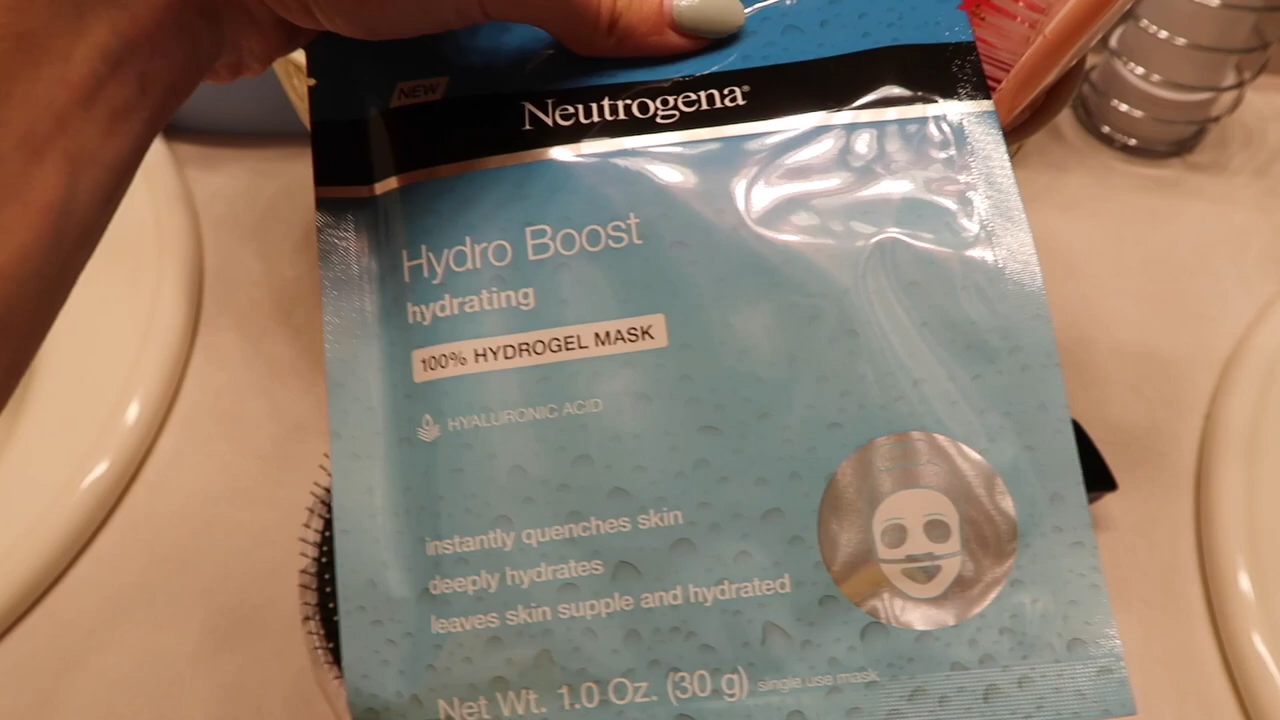 NEW
Neutrogena®
Hydro Boost
hydrating
100% HYDROGEL MASK
HYALURONIC ACID
instantly quenches skin
deeply hydrates
leaves skin supple and hydrated
Net Wt. 1.0 Oz. (30 g) single use mask